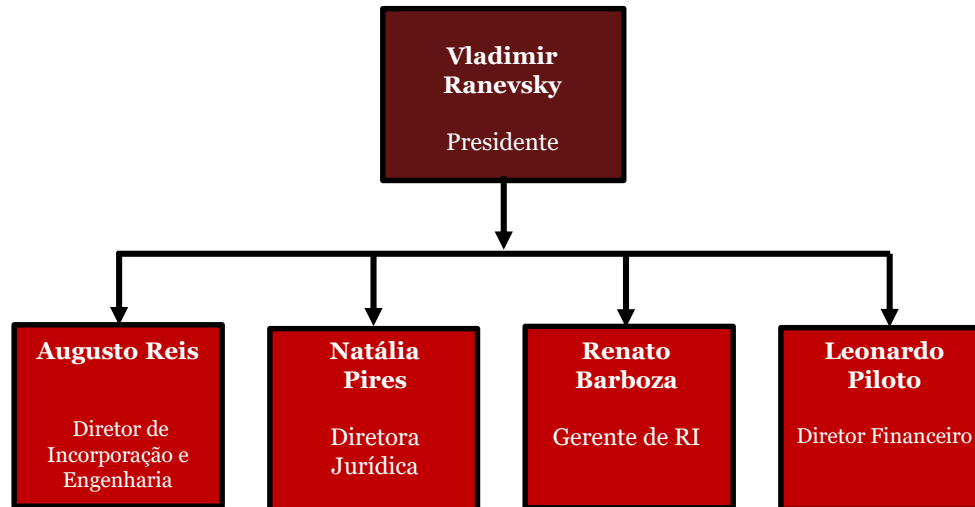 Vladimir
Ranevsky
Presidente
Augusto Reis
Diretor de
Incorporação e
Engenharia
Natália
Pires
Diretora
Jurídica
Renato
Barboza
Gerente de RI
Leonardo
Piloto
Diretor Financeiro